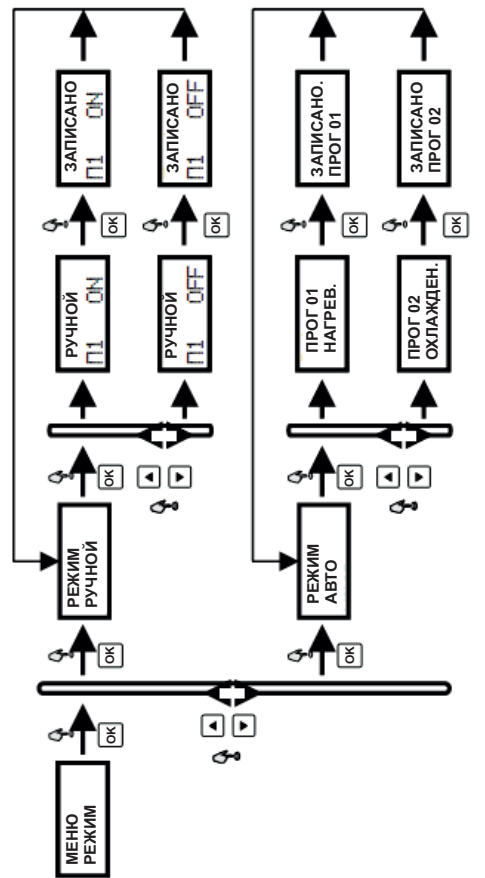 МЕНЮ
РЕЖИМ
OK
OK
РЕЖИМ
РУЧНОЙ
OK
РУЧНОЙ
П1 ON
OK
ЗАПИСАНО
П1 ON
РУЧНОЙ
П1 OFF
OK
ЗАПИСАНО
П1 OFF
OK
РЕЖИМ
АВТО
OK
ПРОГ 01
НАГРЕВ.
OK
ЗАПИСАНО.
ПРОГ 01
ПРОГ 02
ОХЛАЖДЕН.
OK
ЗАПИСАНО
ПРОГ 02